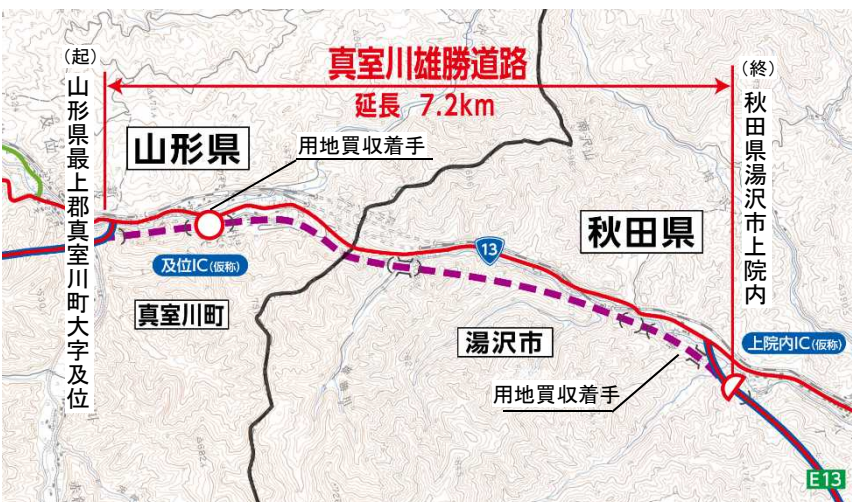 真室川雄勝道路
延長 7.2km
(起)
山形県最上郡真室川町大字及位
(終)
秋田県湯沢市上院内
山形県
用地買収着手
秋田県
13
及位IC(仮称)
真室川町
湯沢市
上院内IC(仮称)
用地買収着手
E13